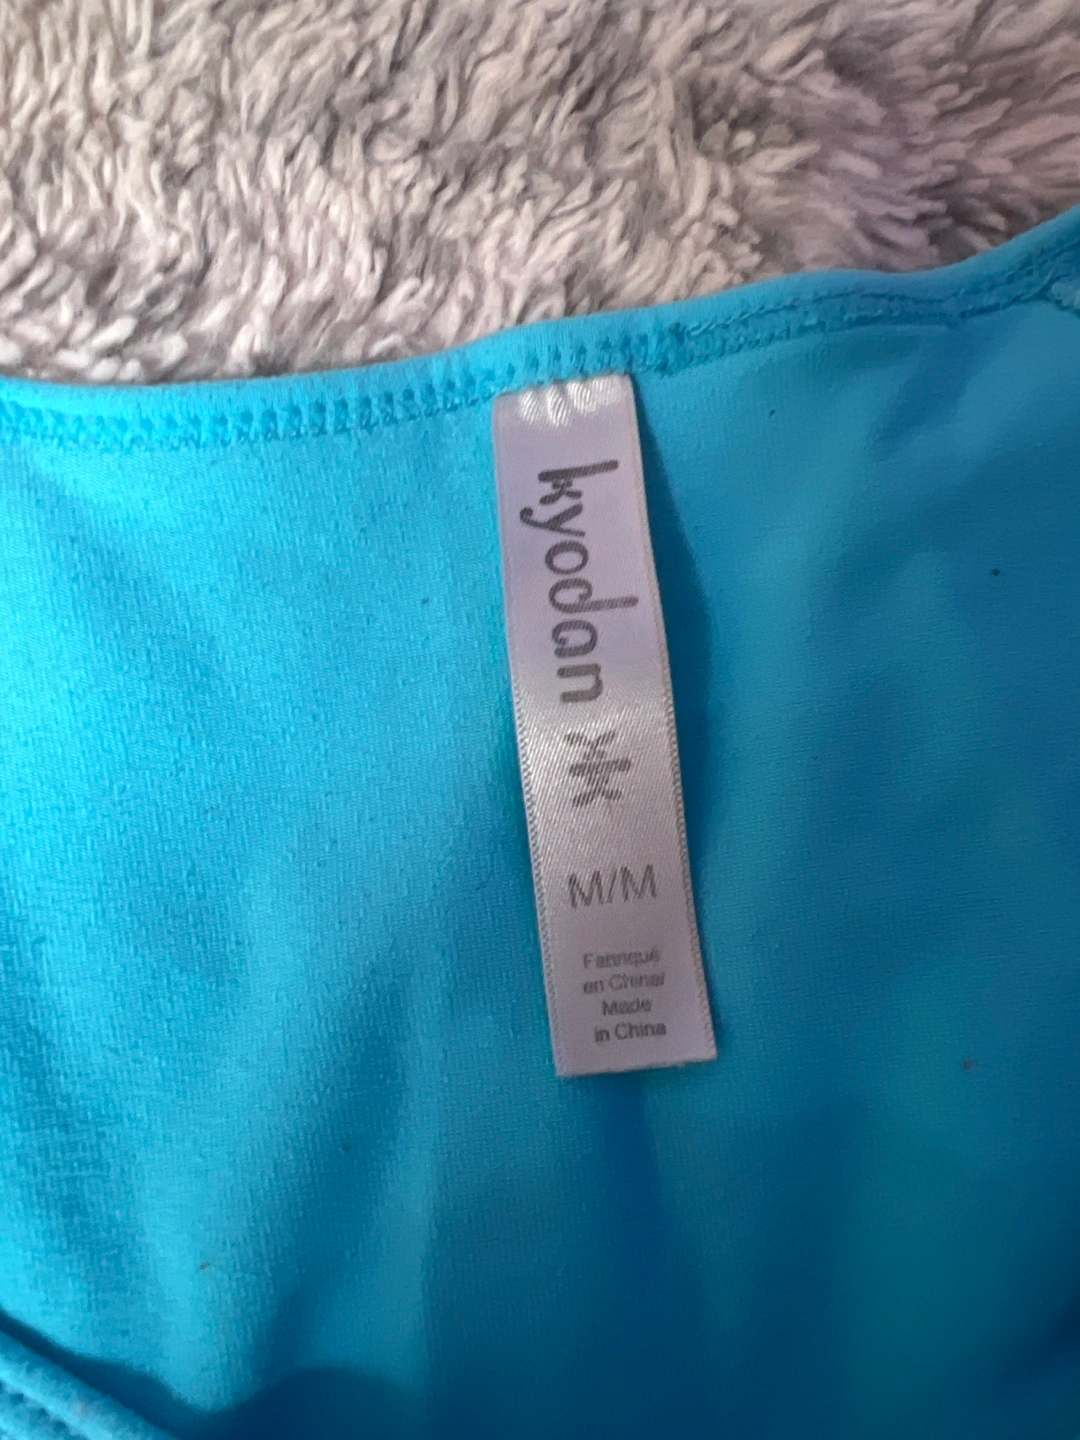 kyodan
M/M
Fabriqué
en China/
Made
in China